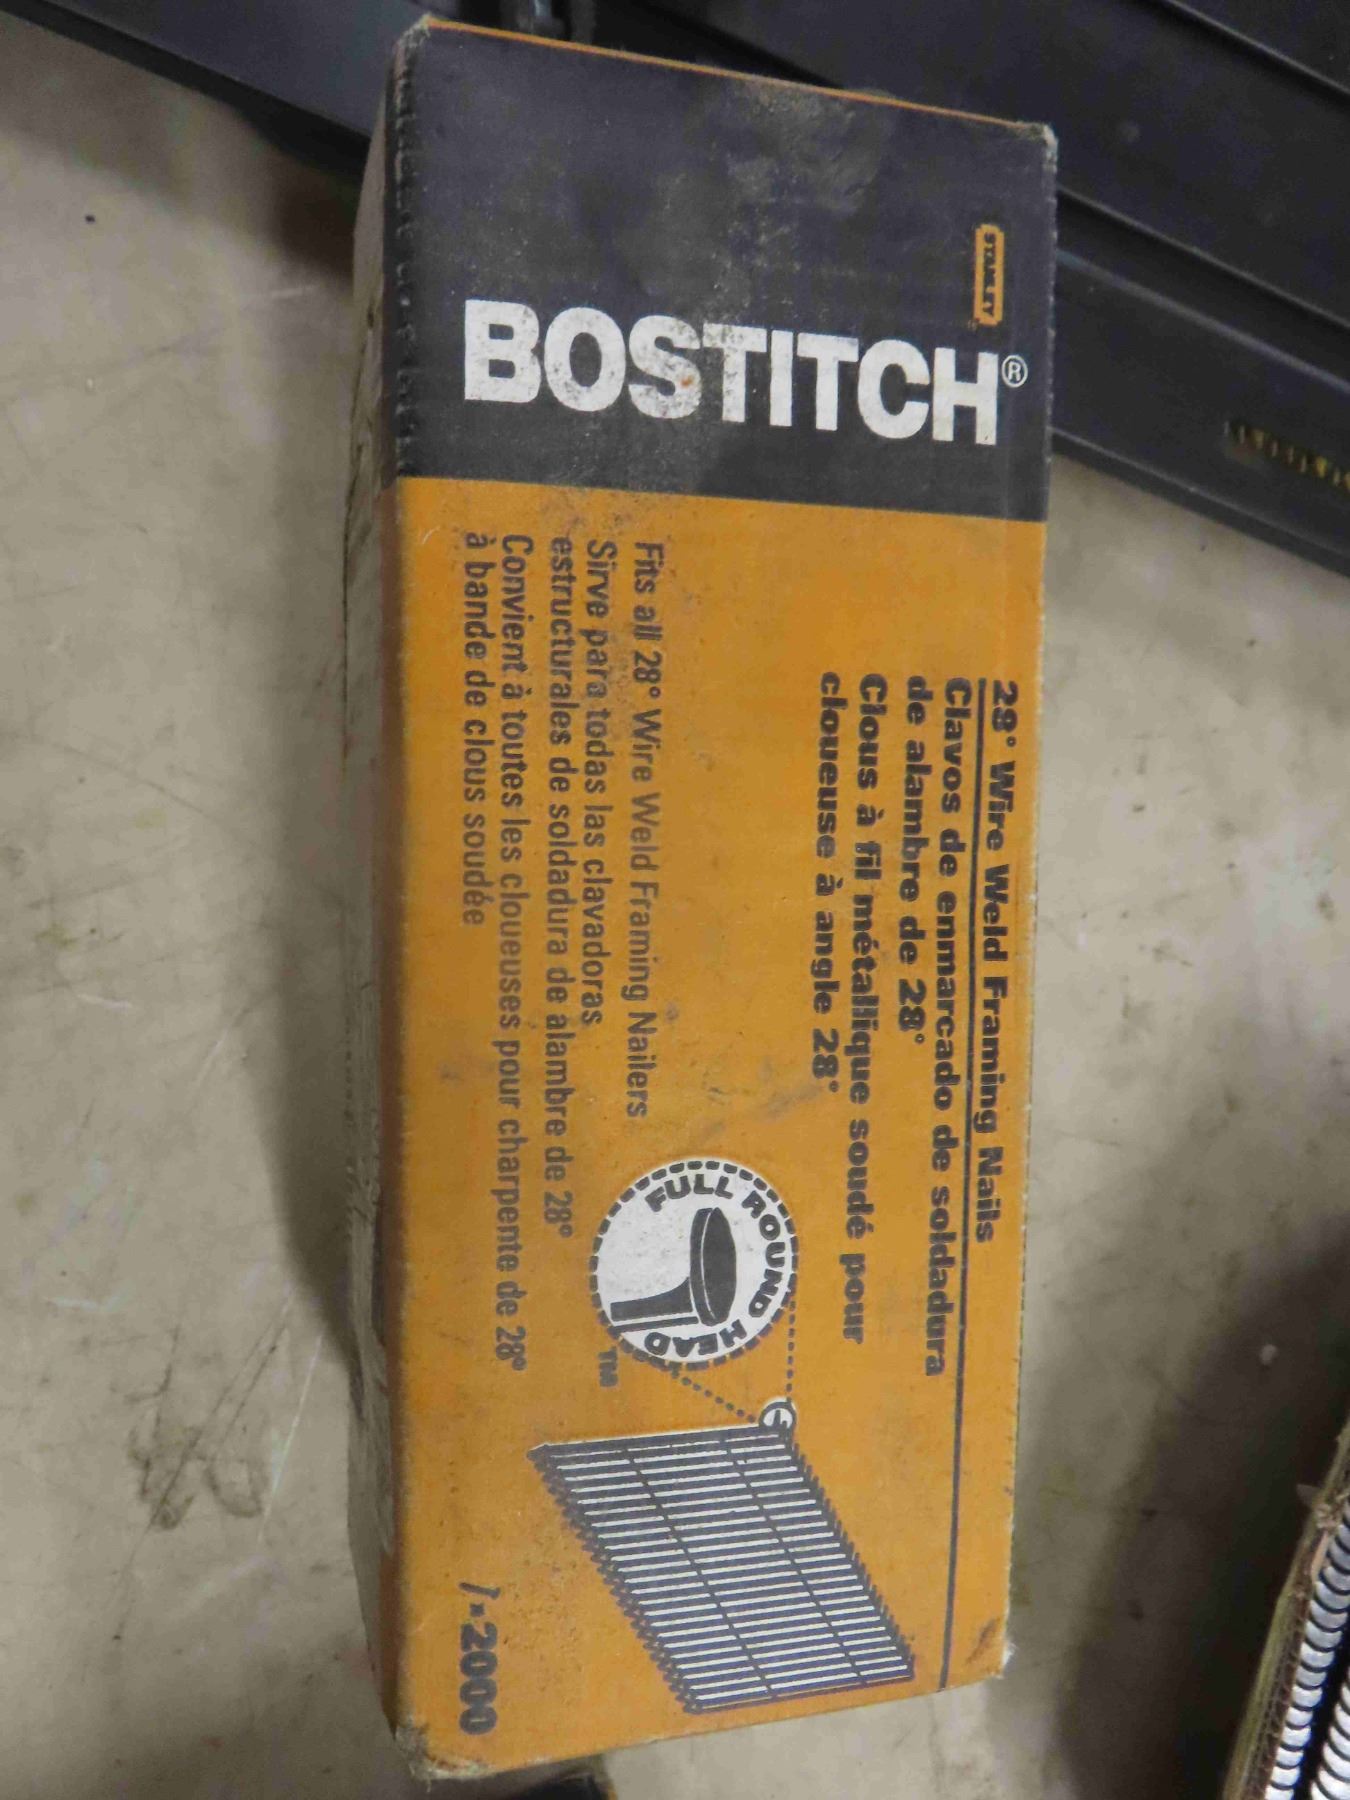 STANLEY
BOSTITCH®
28° Wire Weld Framing Nails
Clavos de enmarcado de soldadura
de alambre de 28°
Clous à fil métallique soudé pour
cloueuse à angle 28°
Fits all 28° Wire Weld Framing Nailers
Sirve para todas las clavadoras
estructurales de soldadura de alambre de 28°
Convient à toutes les cloueuses pour charpente de 28°
à bande de clous soudée
FULL ROUND HEAD
TM
2000